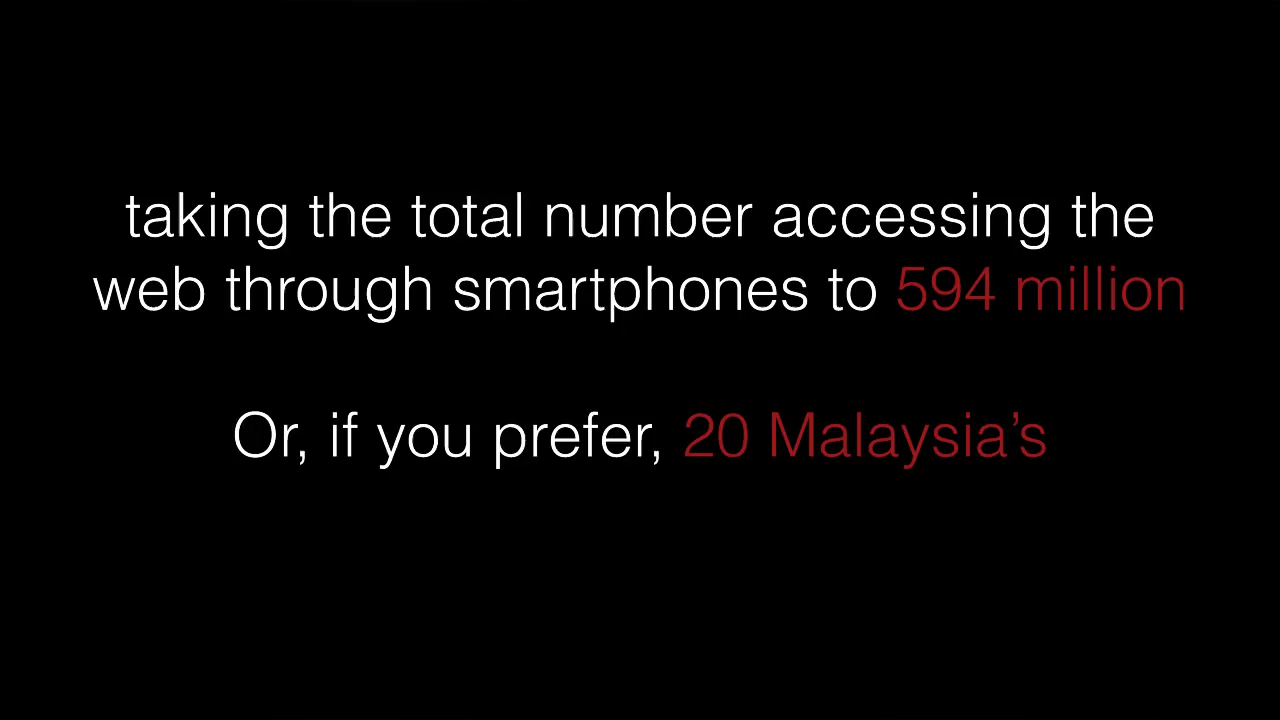 taking the total number accessing the
web through smartphones to 594 million
Or, if you prefer, 20 Malaysia’s